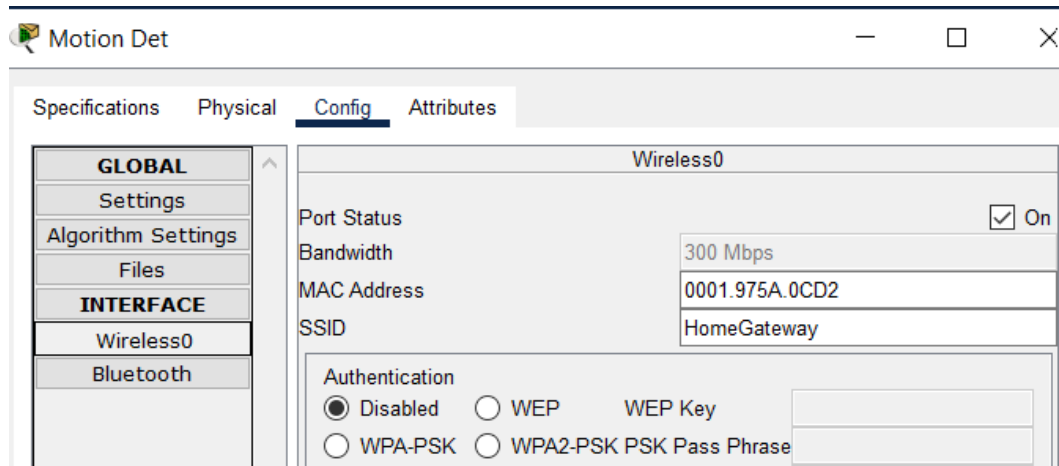 Motion Det
Specifications Physical Config Attributes
GLOBAL
Settings
Algorithm Settings
Files
INTERFACE
Wireless0
Bluetooth
Wireless0
Port Status On
Bandwidth 300 Mbps
MAC Address 0001.975A.0CD2
SSID HomeGateway
Authentication
Disabled WEP WEP Key
WPA-PSK WPA2-PSK PSK Pass Phrase